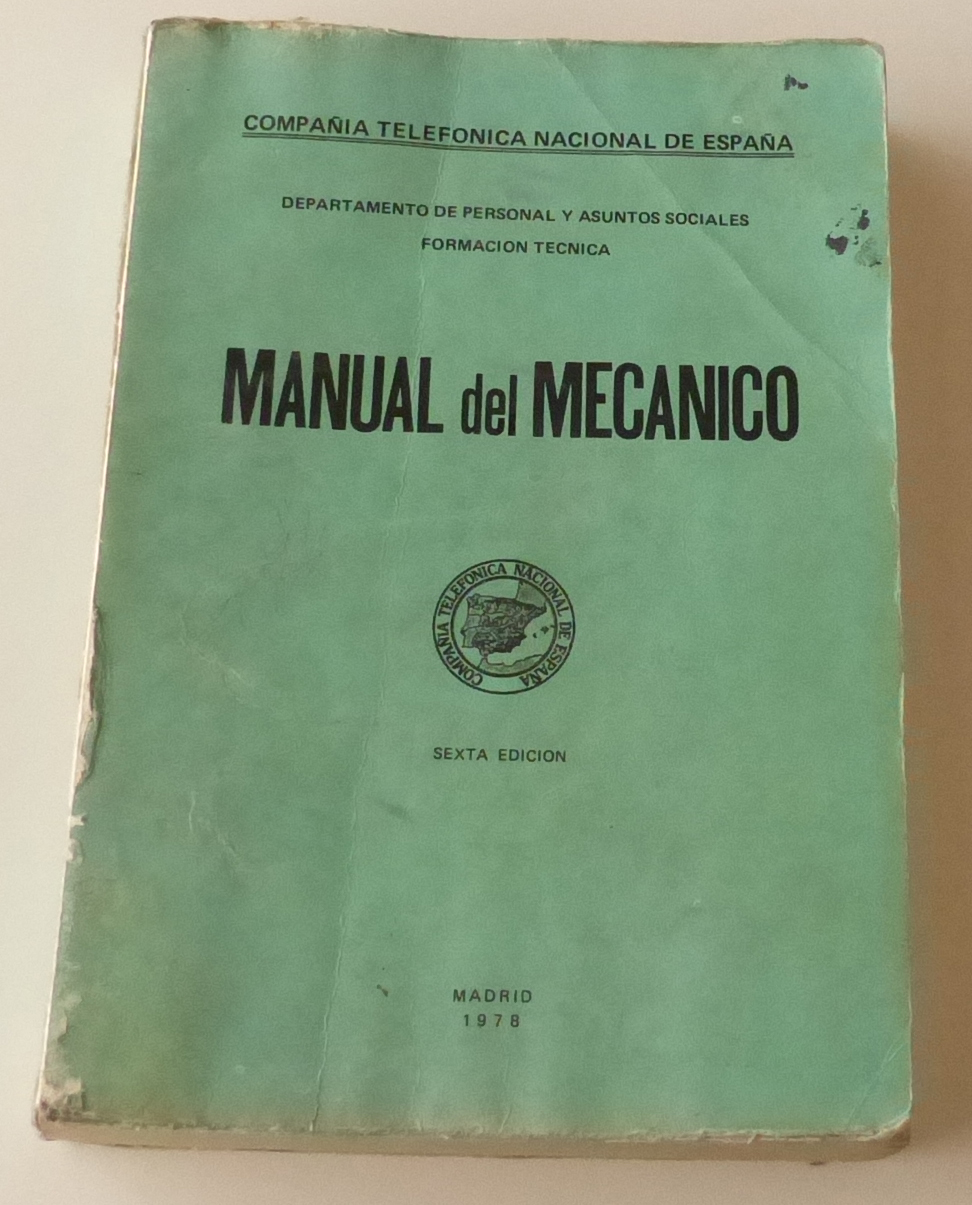 COMPAÑIA TELEFONICA NACIONAL DE ESPAÑA
DEPARTAMENTO DE PERSONAL Y ASUNTOS SOCIALES
FORMACION TECNICA
MANUAL del MECANICO
COMPAÑIA TELEFONICA NACIONAL DE ESPAÑA
SEXTA EDICION
MADRID
1978